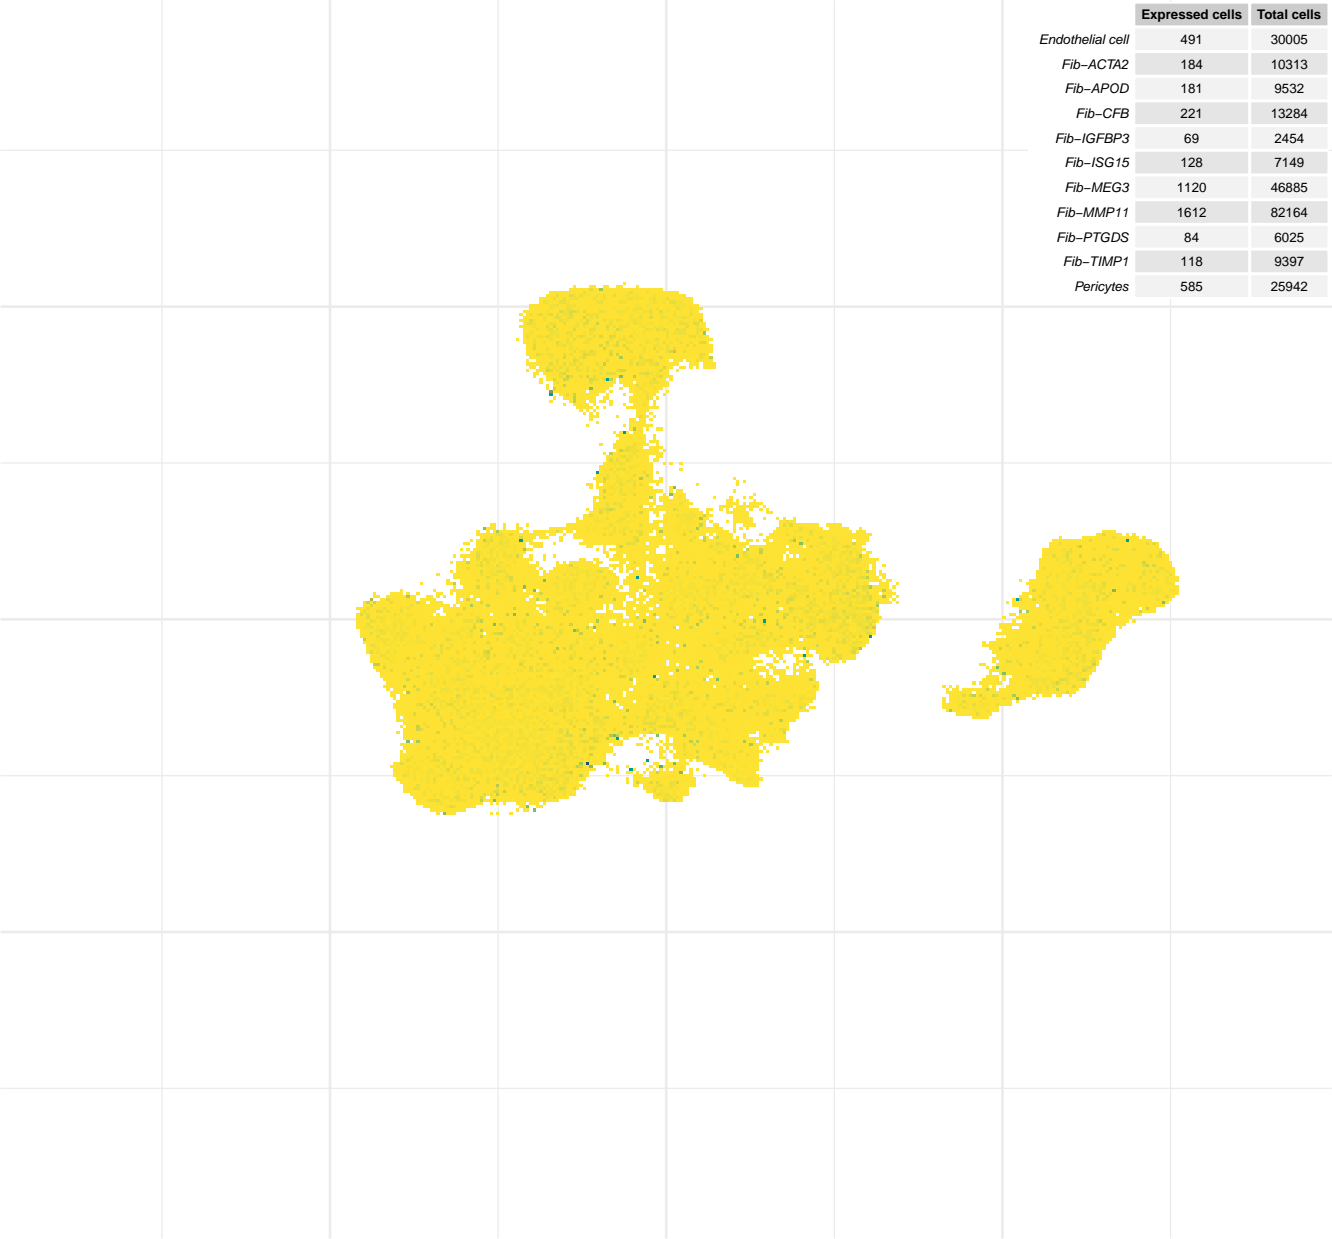 Expressed cells Total cells
Endothelial cell 491 30005
Fib−ACTA2 184 10313
Fib−APOD 181 9532
Fib−CFB 221 13284
Fib−IGFBP3 69 2454
Fib−ISG15 128 7149
Fib−MEG3 1120 46885
Fib−MMP11 1612 82164
Fib−PTGDS 84 6025
Fib−TIMP1 118 9397
Pericytes 585 25942